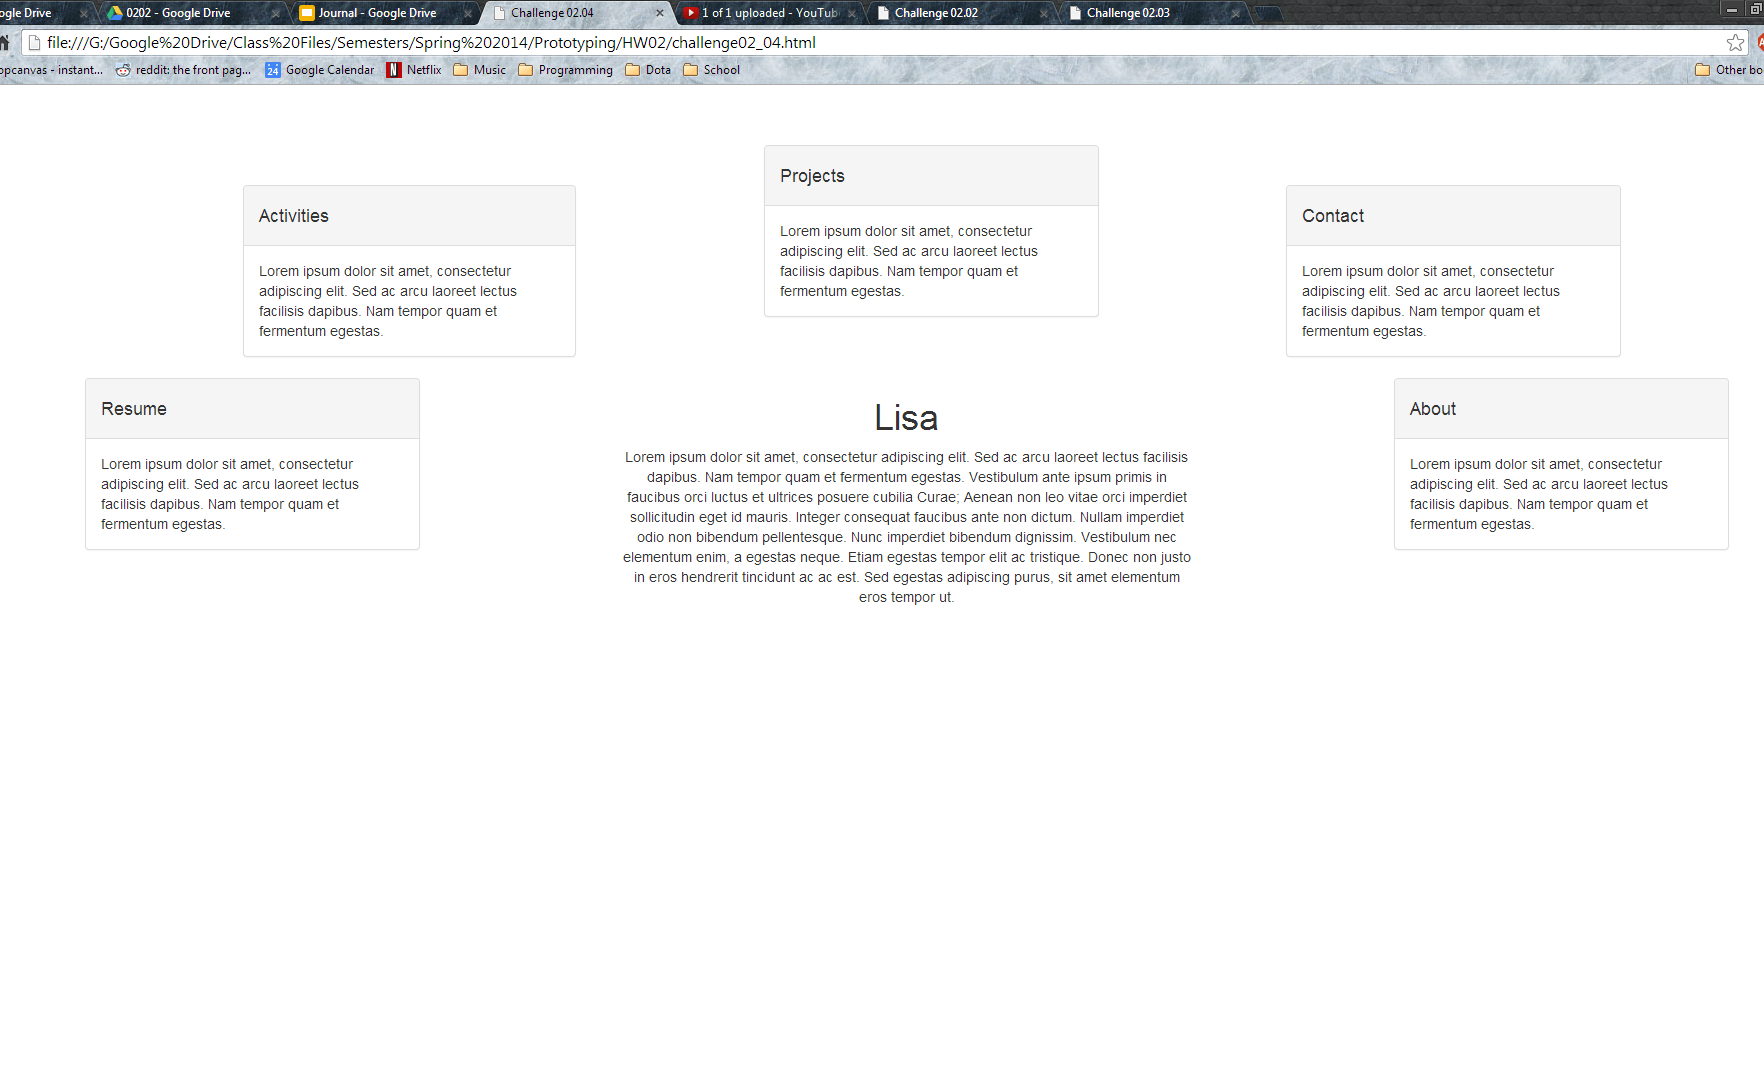 ogle Drive
0202 - Google Drive
Journal - Google Drive
Challenge 02.04
1 of 1 uploaded - YouTub
Challenge 02.02
Challenge 02.03
file:///G:/Google%20Drive/Class%20Files/Semesters/Spring%202014/Prototyping/HW02/challenge02_04.html
opcanvas - instant...
reddit: the front pag...
24
Google Calendar
N
Netflix
Music
Programming
Dota
School
Other bo
Projects
Lorem ipsum dolor sit amet, consectetur
adipiscing elit. Sed ac arcu laoreet lectus
facilisis dapibus. Nam tempor quam et
fermentum egestas.
Activities
Lorem ipsum dolor sit amet, consectetur
adipiscing elit. Sed ac arcu laoreet lectus
facilisis dapibus. Nam tempor quam et
fermentum egestas.
Contact
Lorem ipsum dolor sit amet, consectetur
adipiscing elit. Sed ac arcu laoreet lectus
facilisis dapibus. Nam tempor quam et
fermentum egestas.
Resume
Lorem ipsum dolor sit amet, consectetur
adipiscing elit. Sed ac arcu laoreet lectus
facilisis dapibus. Nam tempor quam et
fermentum egestas.
Lisa
Lorem ipsum dolor sit amet, consectetur adipiscing elit. Sed ac arcu laoreet lectus facilisis
dapibus. Nam tempor quam et fermentum egestas. Vestibulum ante ipsum primis in
faucibus orci luctus et ultrices posuere cubilia Curae; Aenean non leo vitae orci imperdiet
sollicitudin eget id mauris. Integer consequat faucibus ante non dictum. Nullam imperdiet
odio non bibendum pellentesque. Nunc imperdiet bibendum dignissim. Vestibulum nec
elementum enim, a egestas neque. Etiam egestas tempor elit ac tristique. Donec non justo
in eros hendrerit tincidunt ac ac est. Sed egestas adipiscing purus, sit amet elementum
eros tempor ut.
About
Lorem ipsum dolor sit amet, consectetur
adipiscing elit. Sed ac arcu laoreet lectus
facilisis dapibus. Nam tempor quam et
fermentum egestas.